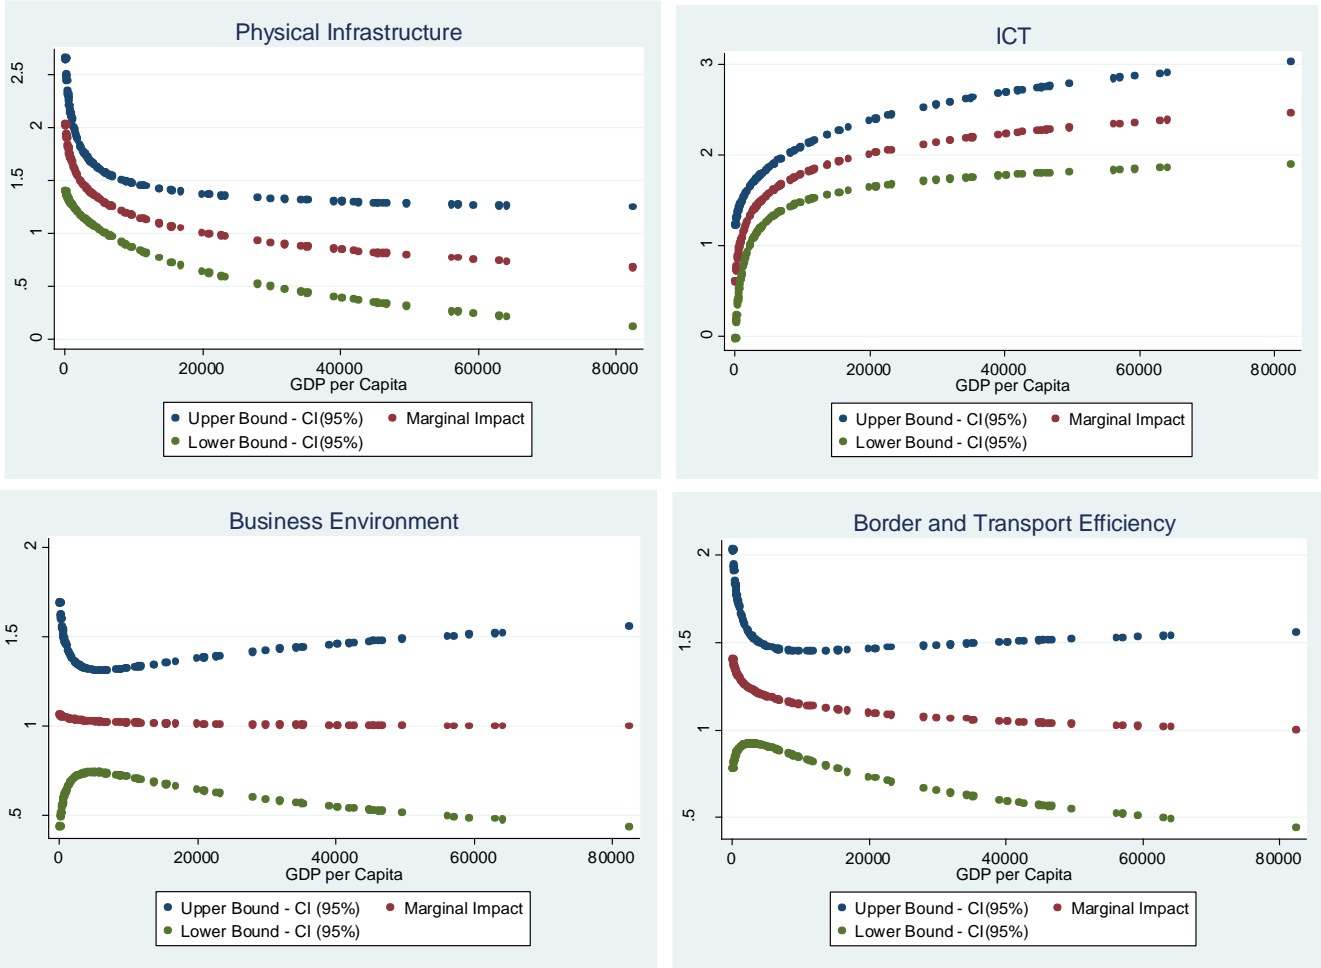 Physical Infrastructure
2.5
2
1.5
1
.5
0
0 20000 40000 60000 80000
GDP per Capita
Upper Bound - CI(95%) Marginal Impact
Lower Bound - CI(95%)
ICT
3
2
1
0
0 20000 40000 60000 80000
GDP per Capita
Upper Bound - CI(95%) Marginal Impact
Lower Bound - CI(95%)
Business Environment
2
1.5
1
.5
0 20000 40000 60000 80000
GDP per Capita
Upper Bound - CI (95%) Marginal Impact
Lower Bound - CI (95%)
Border and Transport Efficiency
2
1.5
1
.5
0 20000 40000 60000 80000
GDP per Capita
Upper Bound - CI(95%) Marginal Impact
Lower Bound - CI(95%)